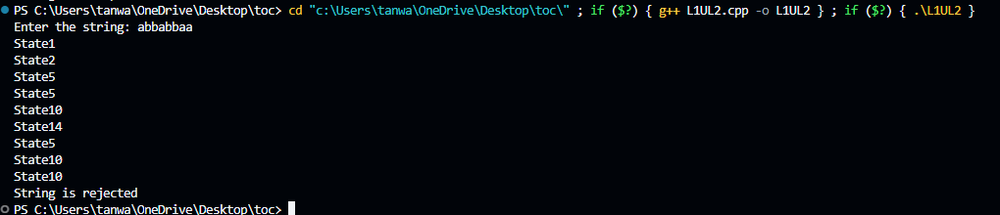 PS C:\Users\tanwa\OneDrive\Desktop\toc> cd "c:\Users\tanwa\OneDrive\Desktop\toc\" ; if ($?) { g++ L1UL2.cpp -o L1UL2 } ; if ($?) { .\L1UL2 }
Enter the string: abbabbaa
State1
State2
State5
State5
State10
State14
State5
State10
State10
String is rejected
PS C:\Users\tanwa\OneDrive\Desktop\toc>